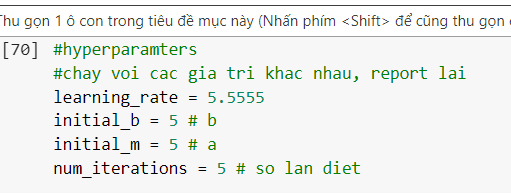 Thu gọn 1 ô con trong tiêu đề mục này (Nhấn phím <Shift> để cũng thu gọn
[70] #hyperparamters
#chay voi cac gia tri khac nhau, report lai
learning_rate = 5.5555
initial_b = 5 # b
initial_m = 5 # a
num_iterations = 5 # so lan diet